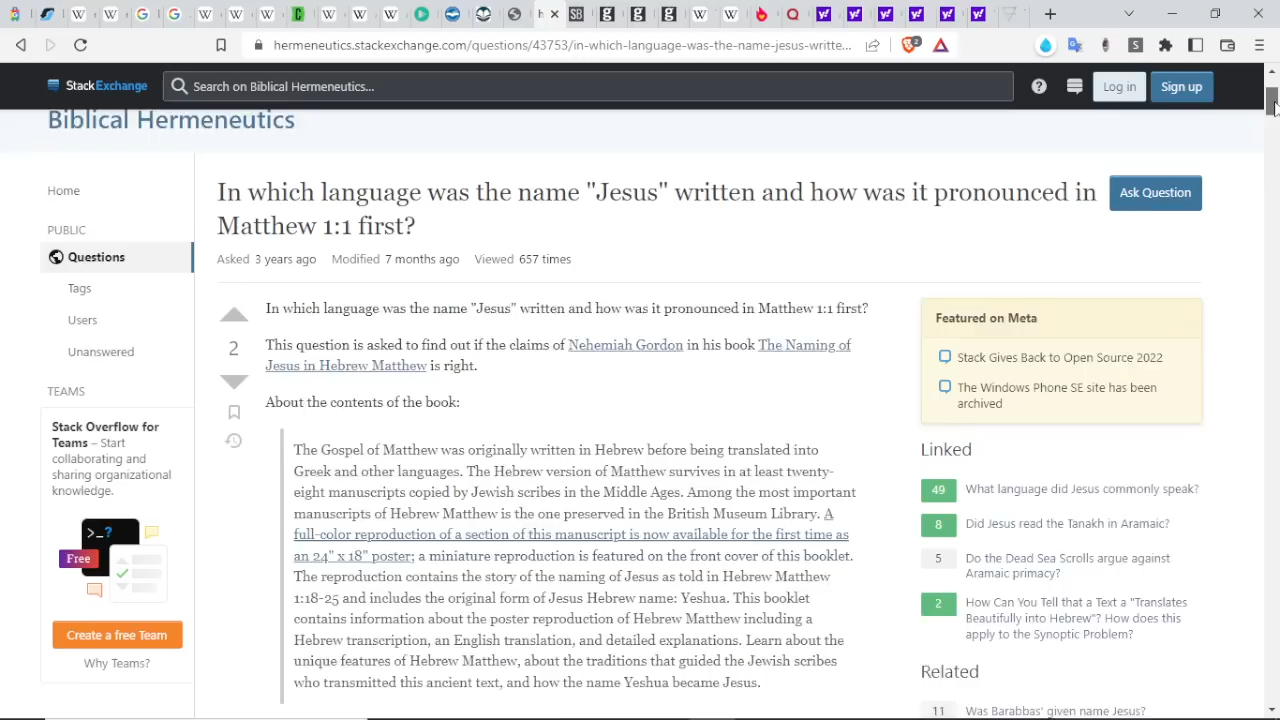 hermeneutics.stackexchange.com/questions/43753/in-which-language-was-the-name-jesus-writte...
2
StackExchange
Search on Biblical Hermeneutics...
Log in
Sign up
Biblical Hermeneutics
Home
PUBLIC
Questions
Tags
Users
Unanswered
TEAMS
Stack Overflow for
Teams – Start
collaborating and
sharing organizational
knowledge.
>_?
Free
Create a free Team
Why Teams?
In which language was the name "Jesus" written and how was it pronounced in
Matthew 1:1 first?
Ask Question
Asked 3 years ago Modified 7 months ago Viewed 657 times
2
In which language was the name "Jesus" written and how was it pronounced in Matthew 1:1 first?
This question is asked to find out if the claims of Nehemiah Gordon in his book The Naming of
Jesus in Hebrew Matthew is right.
About the contents of the book:
The Gospel of Matthew was originally written in Hebrew before being translated into
Greek and other languages. The Hebrew version of Matthew survives in at least twenty-
eight manuscripts copied by Jewish scribes in the Middle Ages. Among the most important
manuscripts of Hebrew Matthew is the one preserved in the British Museum Library. A
full-color reproduction of a section of this manuscript is now available for the first time as
an 24" x 18" poster; a miniature reproduction is featured on the front cover of this booklet.
The reproduction contains the story of the naming of Jesus as told in Hebrew Matthew
1:18-25 and includes the original form of Jesus Hebrew name: Yeshua. This booklet
contains information about the poster reproduction of Hebrew Matthew including a
Hebrew transcription, an English translation, and detailed explanations. Learn about the
unique features of Hebrew Matthew, about the traditions that guided the Jewish scribes
who transmitted this ancient text, and how the name Yeshua became Jesus.
Featured on Meta
Stack Gives Back to Open Source 2022
The Windows Phone SE site has been
archived
Linked
49 What language did Jesus commonly speak?
8 Did Jesus read the Tanakh in Aramaic?
5 Do the Dead Sea Scrolls argue against
Aramaic primacy?
2 How Can You Tell that a Text a "Translates
Beautifully into Hebrew"? How does this
apply to the Synoptic Problem?
Related
11 Was Barabbas' given name Jesus?